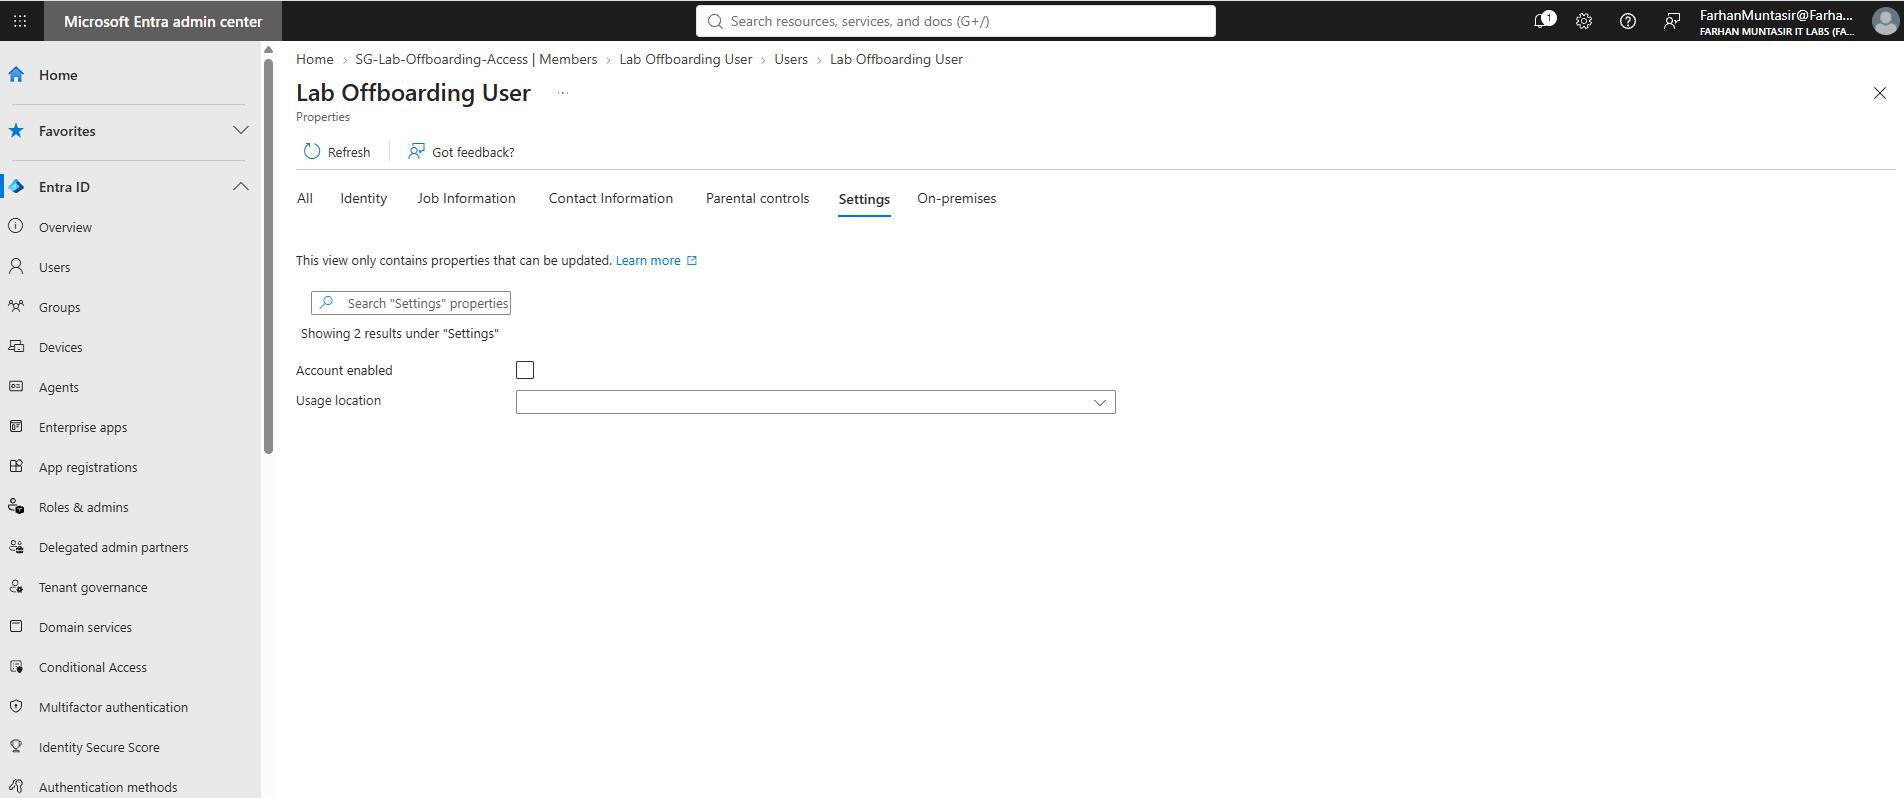 Microsoft Entra admin center
Search resources, services, and docs (G+/)
1
FarhanMuntasir@Farha...
FARHAN MUNTASIR IT LABS (FA...
Home
Favorites
Entra ID
Overview
Users
Groups
Devices
Agents
Enterprise apps
App registrations
Roles & admins
Delegated admin partners
Tenant governance
Domain services
Conditional Access
Multifactor authentication
Identity Secure Score
Authentication methods
Home > SG-Lab-Offboarding-Access | Members > Lab Offboarding User > Users > Lab Offboarding User
Lab Offboarding User ...
Properties
Refresh Got feedback?
All Identity Job Information Contact Information Parental controls Settings On-premises
This view only contains properties that can be updated. Learn more
Search "Settings" properties
Showing 2 results under "Settings"
Account enabled
Usage location